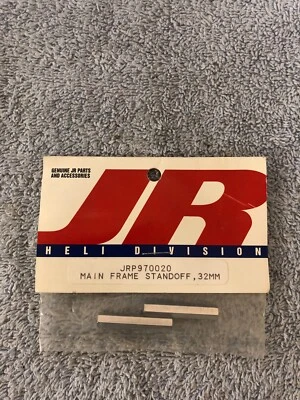 GENUINE JR PARTS
AND ACCESSORIES
JR
HELI DIVISION
JRP970020
MAIN FRAME STANDOFF,32MM